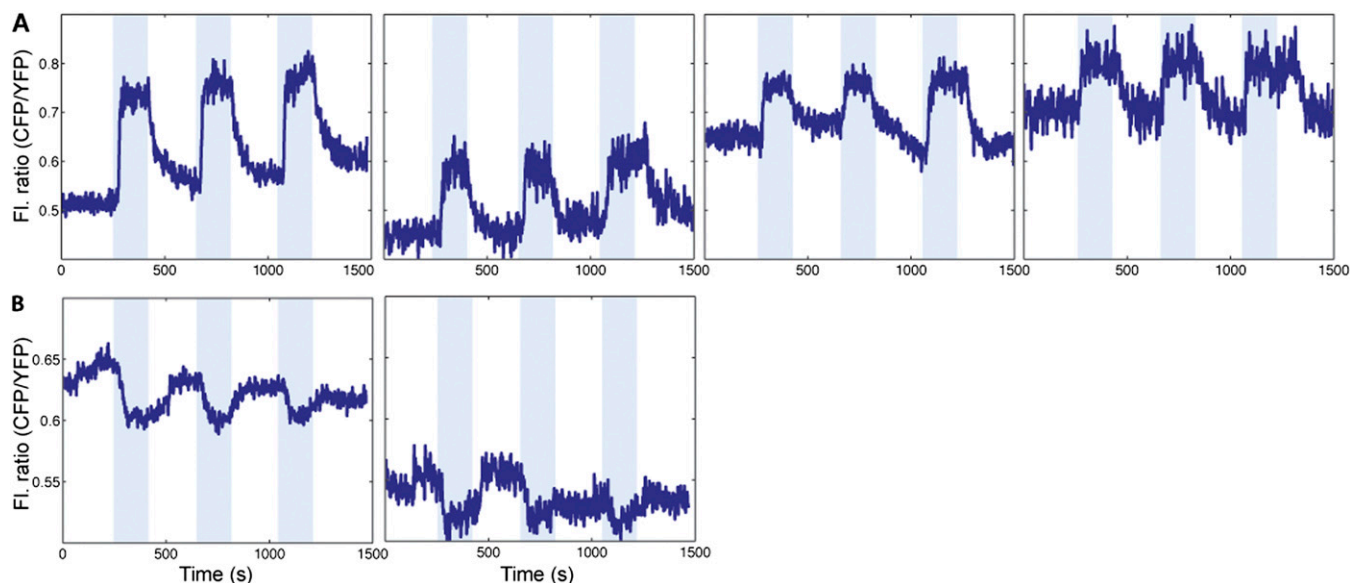 A
Fl. ratio (CFP/YFP)
0.8
0.7
0.6
0.5
0 500 1000 1500 500 1000 1500 500 1000 1500 500 1000 1500
B
Fl. ratio (CFP/YFP)
0.65
0.6
0.55
0 500 1000 1500 500 1000 1500
Time (s) Time (s)